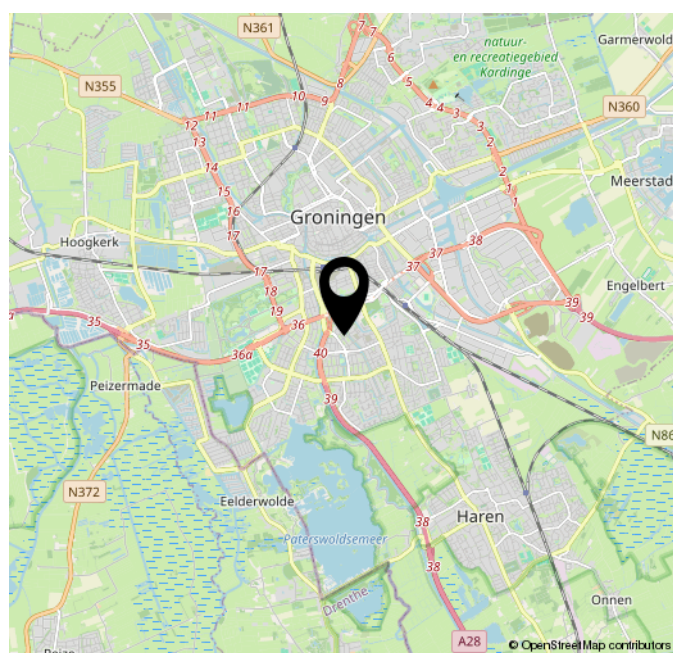 N361
7
7
6
natuur-
en recreatiegebied
Kardinge
Garmerwold
8
5
N355
11
11
10
9
4
4
3
3
N360
12
13
2
14
2
Meerstad
15
1
1
16
Groningen
17
37
38
Hoogkerk
17
37
18
39
Engelbert
19
36
39
a
35
35
36a
40
Peizermade
39
N86
N372
Eelderwolde
38
Haren
Paterswoldsemeer
38
Drenthe
Onnen
A28
Peize
© OpenStreetMap contributors